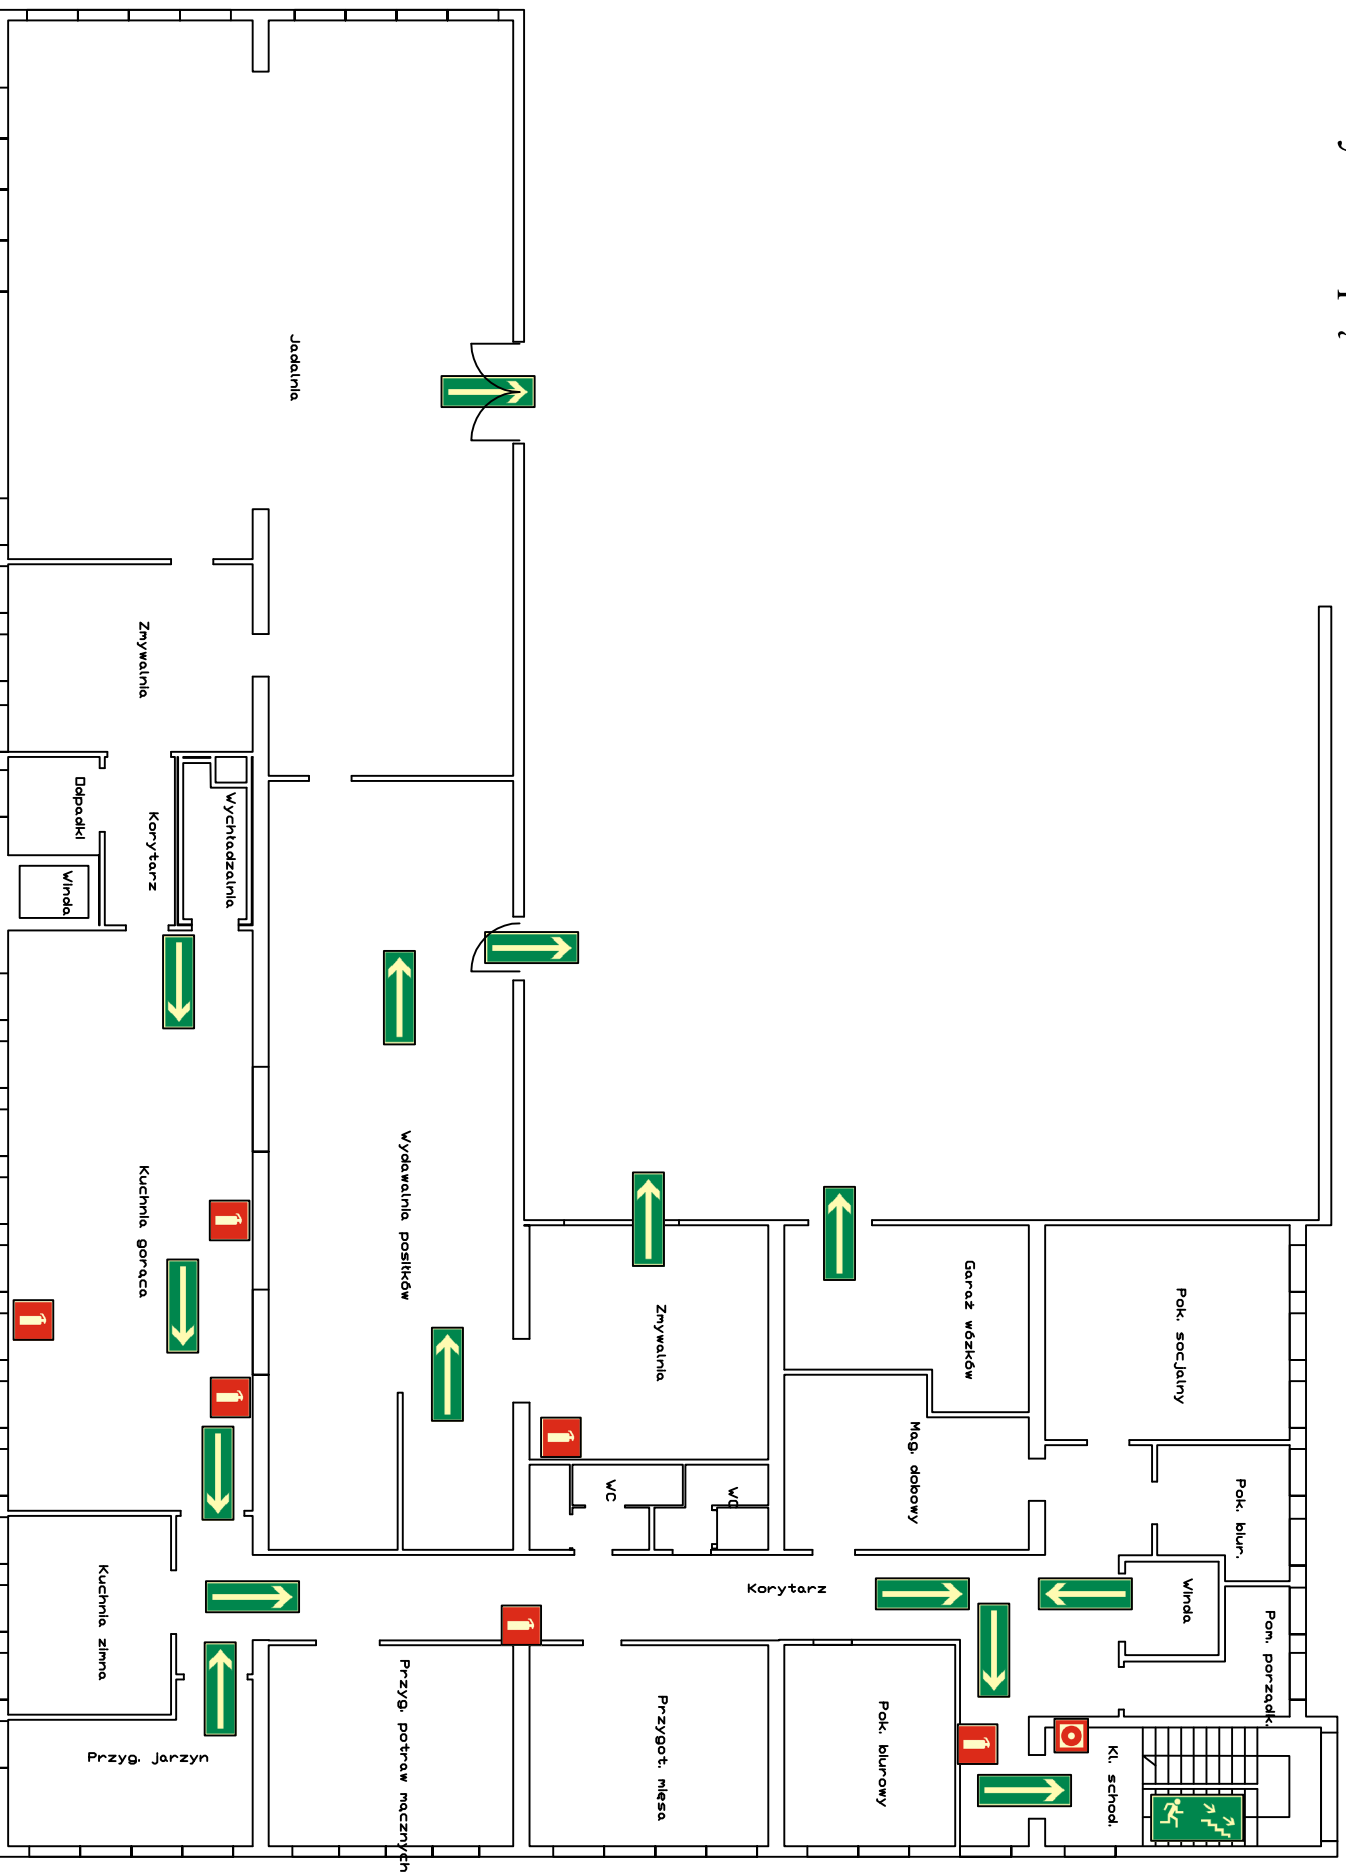 Jadalnia
Zmywalnia
Odpadki
Korytarz
Wychładzalnia
Winda
Kuchnia gorąca
Wydawalnia posiłków
Zmywalnia
Garaż wózków
Pok. socjalny
Mag. dobowy
WC
WC
Pok. biur.
Kuchnia zimna
Korytarz
Winda
Pom. porządk.
Przyg. jarzyn
Przyg. potraw mącznych
Przygot. mięsa
Pok. biurowy
Kl. schod.